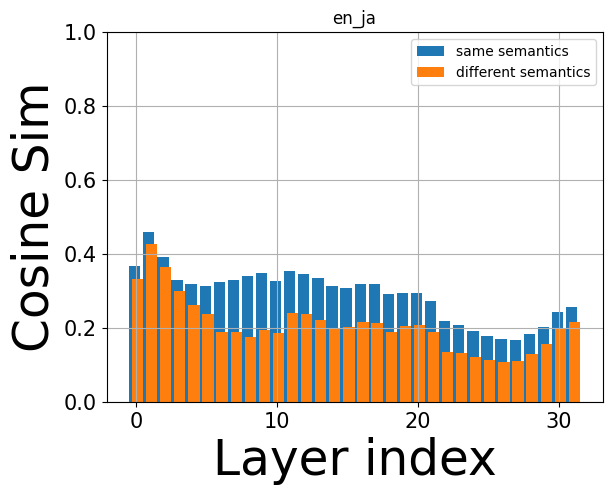 en_ja
same semantics
different semantics
Cosine Sim
1.0
0.8
0.6
0.4
0.2
0.0
0 10 20 30
Layer index